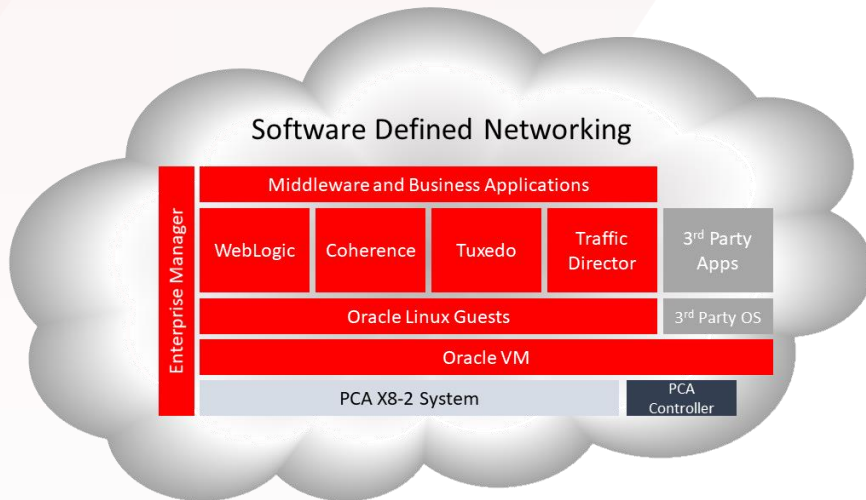 Software Defined Networking
Enterprise Manager
Middleware and Business Applications
WebLogic
Coherence
Tuxedo
Traffic
Director
3rd Party
Apps
Oracle Linux Guests
3rd Party OS
Oracle VM
PCA X8-2 System
PCA
Controller